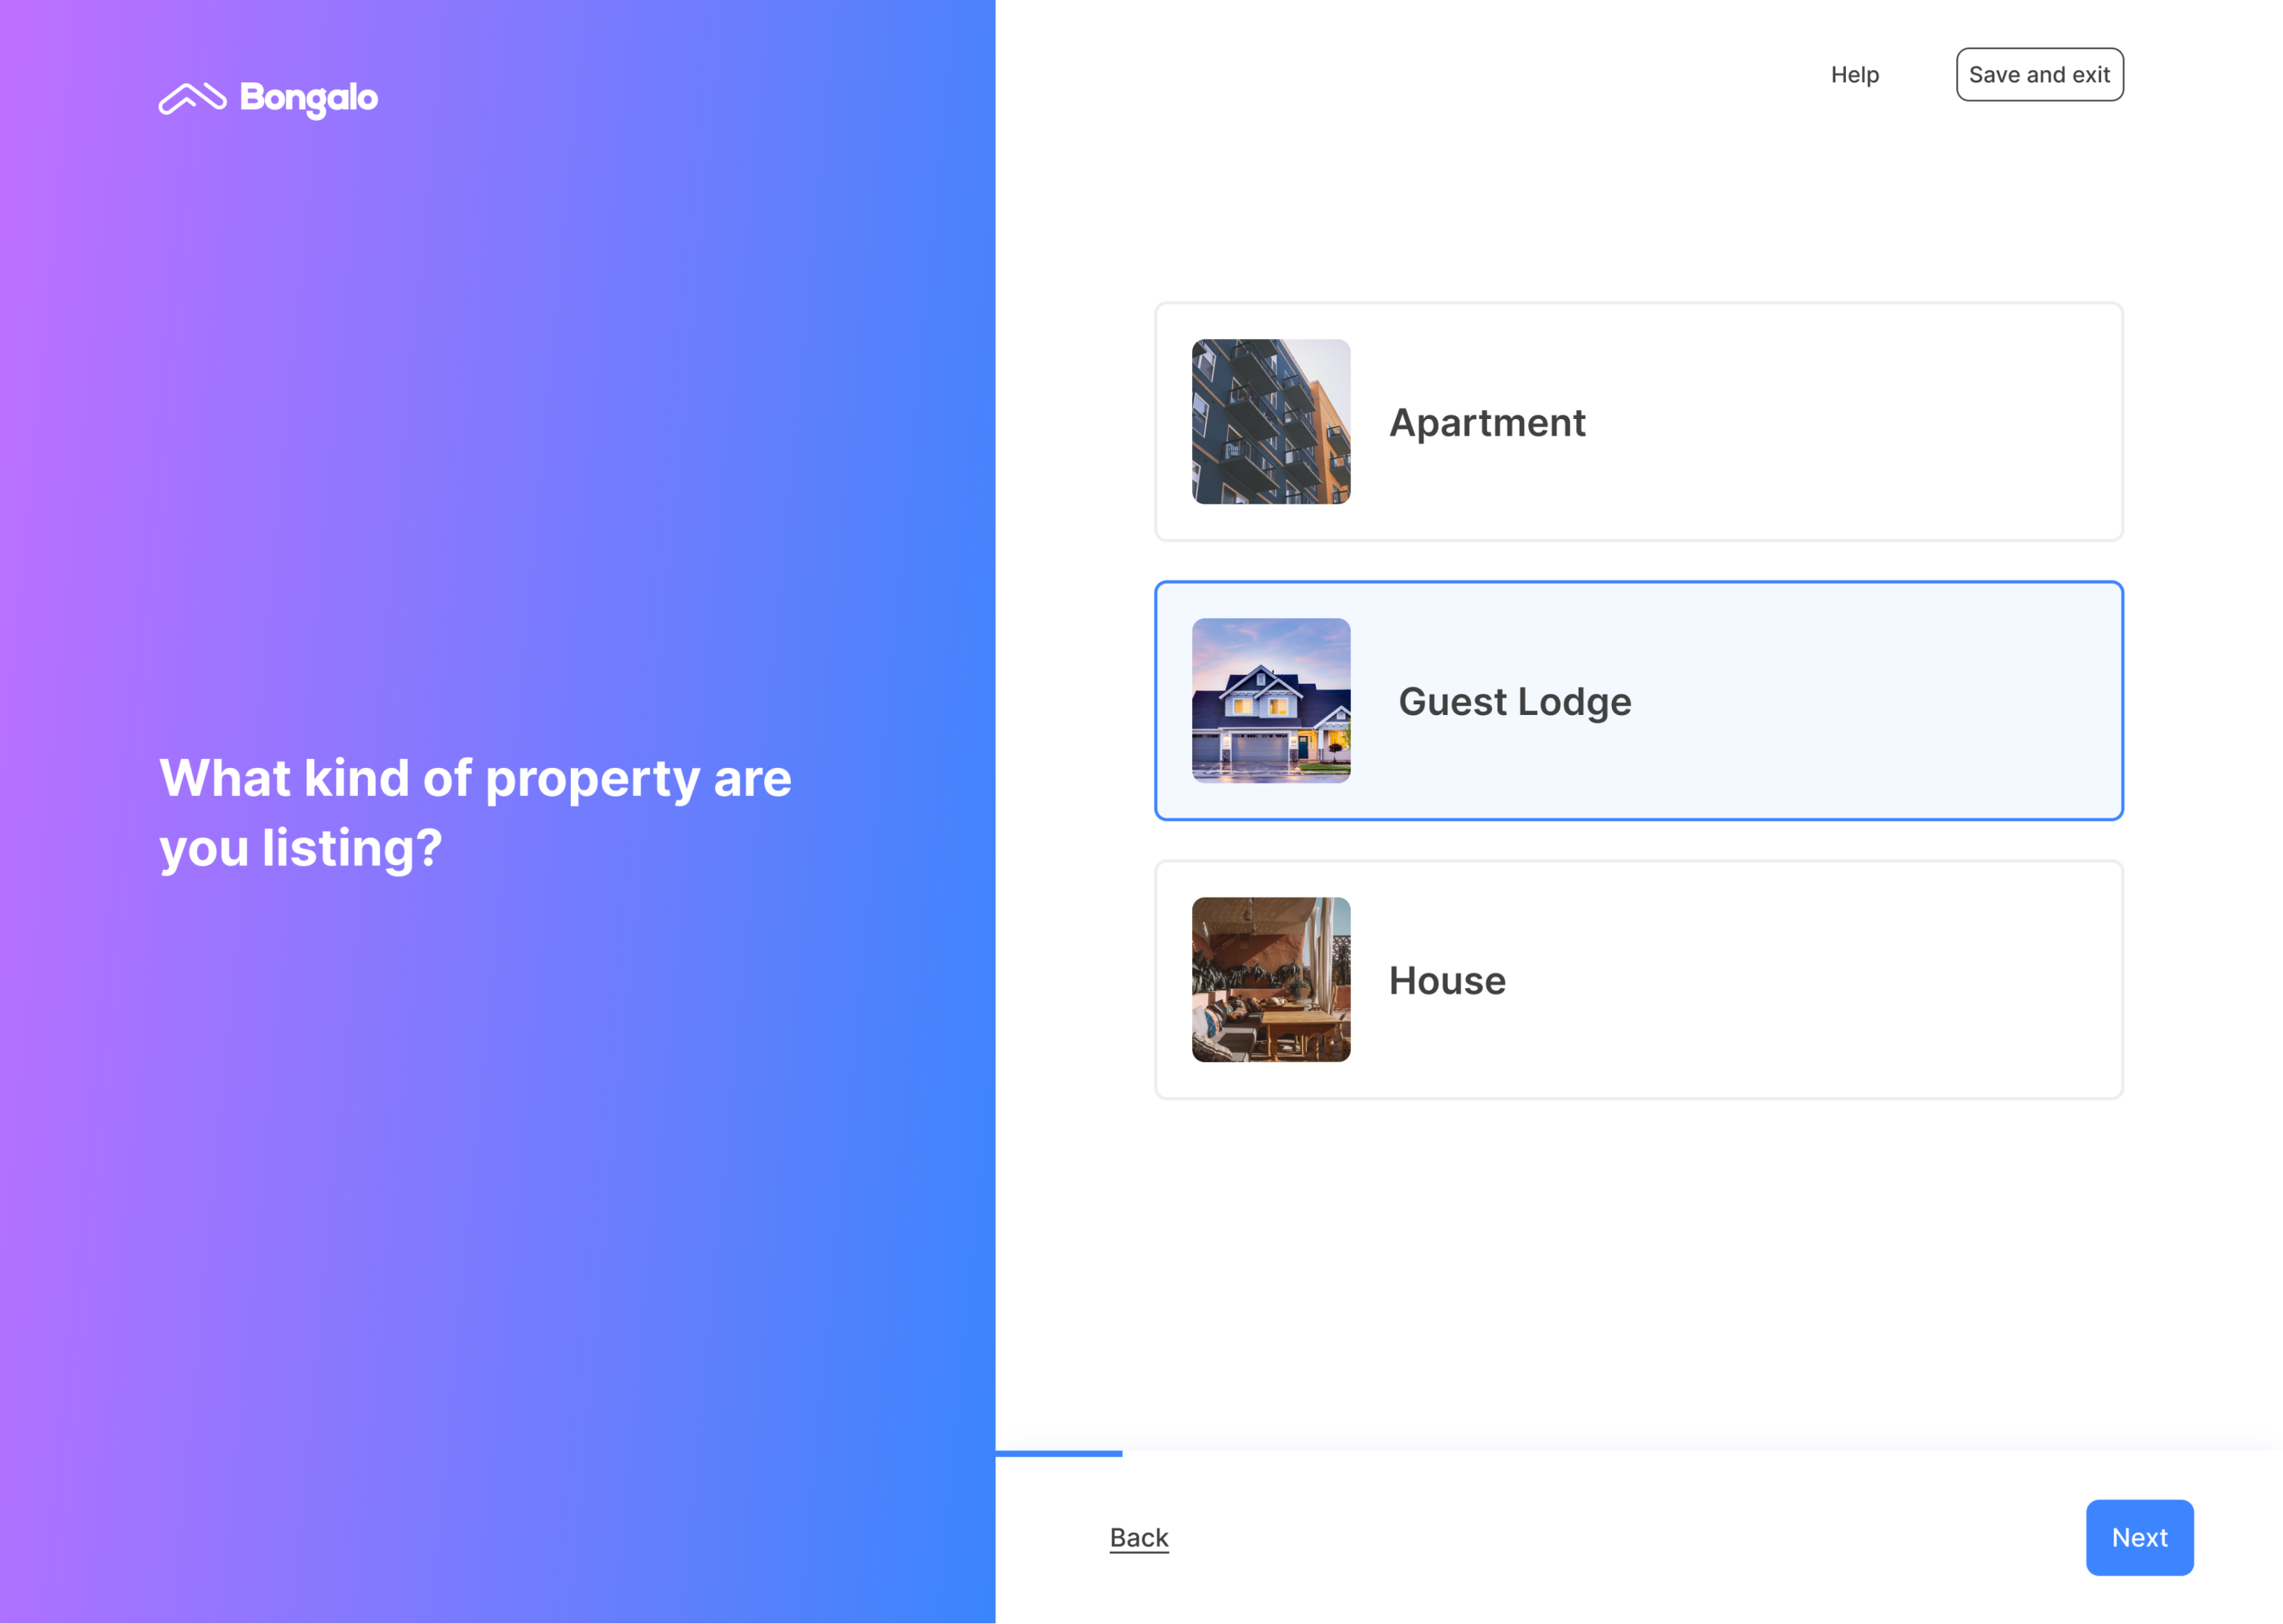 Bongalo
Help
Save and exit
What kind of property are
you listing?
Apartment
Guest Lodge
House
Back
Next